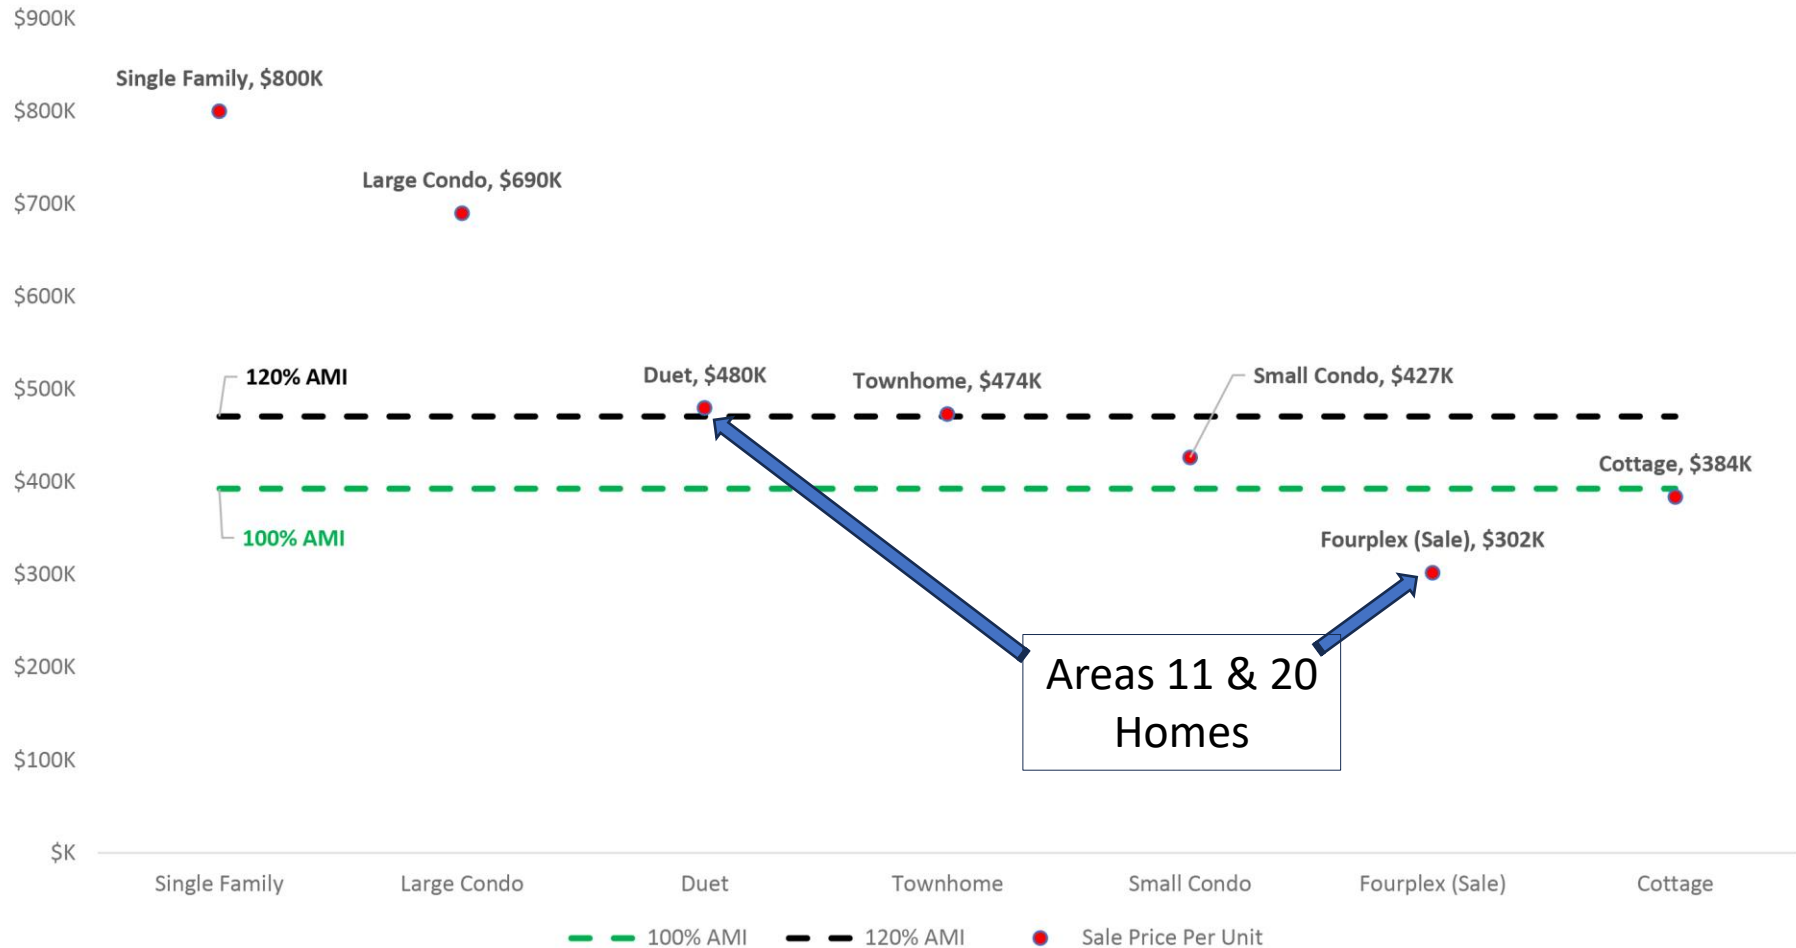 $900K
Single Family, $800K
$800K
Large Condo, $690K
$700K
$600K
120% AMI
$500K
Duet, $480K
Townhome, $474K
Small Condo, $427K
$400K
Cottage, $384K
100% AMI
Fourplex (Sale), $302K
$300K
$200K
Areas 11 & 20
Homes
$100K
$K
Single Family
Large Condo
Duet
Townhome
Small Condo
Fourplex (Sale)
Cottage
100% AMI
120% AMI
Sale Price Per Unit